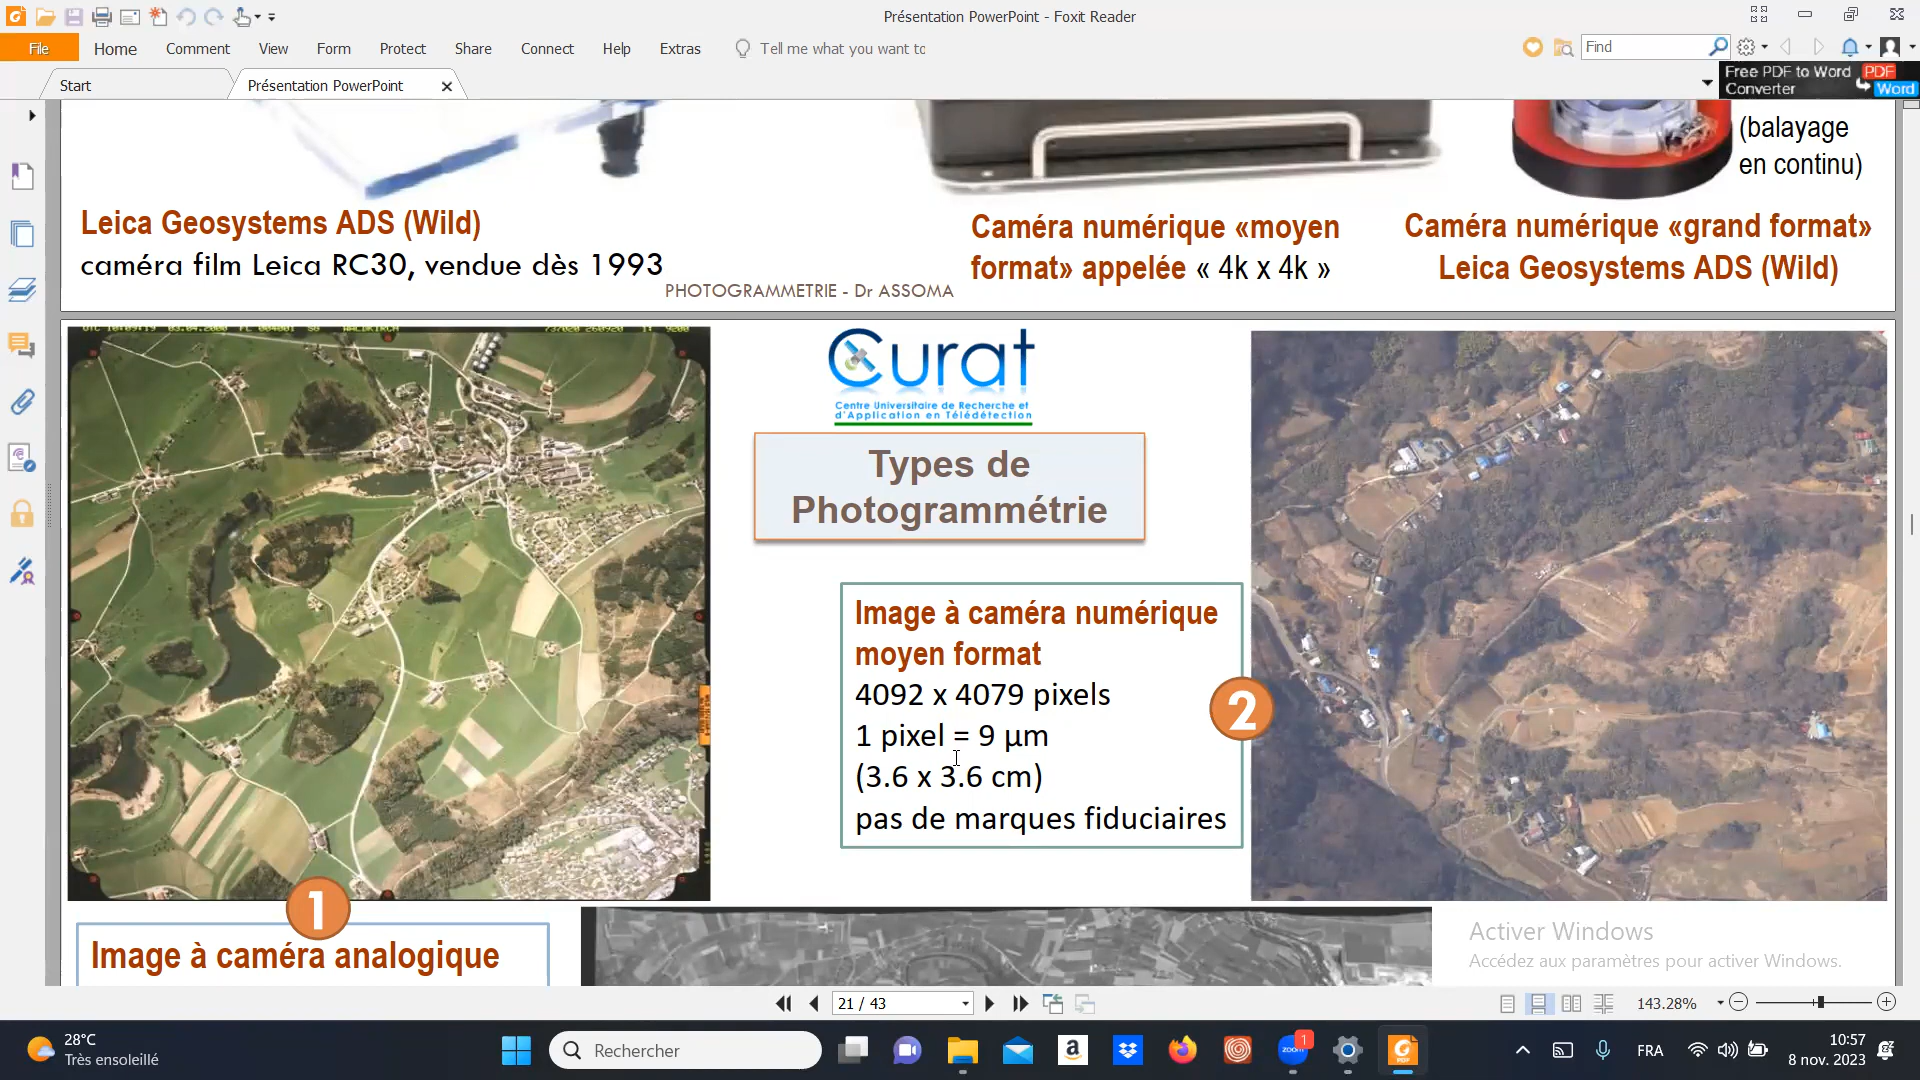 Présentation PowerPoint - Foxit Reader
File Home Comment View Form Protect Share Connect Help Extras Tell me what you want to
Find
Start
Présentation PowerPoint
Free PDF to Word
Converter
PDF
Word
(balayage
en continu)
Leica Geosystems ADS (Wild)
caméra film Leica RC30, vendue dès 1993
Caméra numérique «moyen
format» appelée « 4k x 4k »
Caméra numérique «grand format»
Leica Geosystems ADS (Wild)
PHOTOGRAMMETRIE - Dr ASSOMA
Curat
Centre Universitaire de Recherche et
d'Application en Télédétection
Types de
Photogrammétrie
Image à caméra numérique
moyen format
4092 x 4079 pixels
1 pixel = 9 µm
(3.6 x 3.6 cm)
pas de marques fiduciaires
2
1
Image à caméra analogique
Activer Windows
Accédez aux paramètres pour activer Windows.
21 / 43
143.28%
28°C
Très ensoleillé
Rechercher
zoom
1
PDF
FRA
10:57
8 nov. 2023